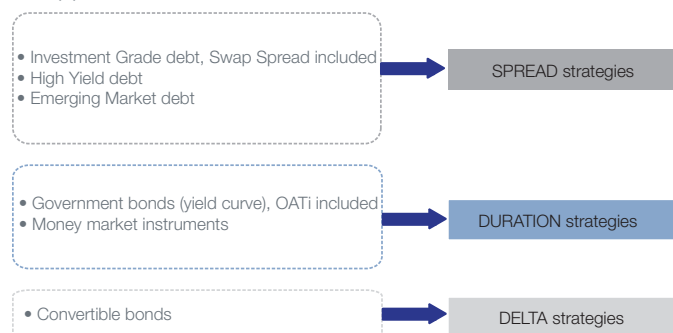 • Investment Grade debt, Swap Spread included
• High Yield debt
• Emerging Market debt
SPREAD strategies
• Government bonds (yield curve), OATi included
• Money market instruments
DURATION strategies
• Convertible bonds
DELTA strategies